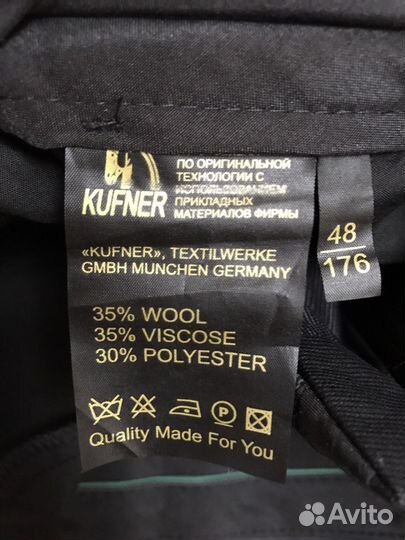 KUFNER
ПО ОРИГИНАЛЬНОЙ
ТЕХНОЛОГИИ С
ИСПОЛЬЗОВАНИЕМ
ПРИКЛАДНЫХ
МАТЕРИАЛОВ ФИРМЫ
«KUFNER», TEXTILWERKE
GMBH MUNCHEN GERMANY
35% WOOL
35% VISCOSE
30% POLYESTER
P
Quality Made For You
48
176
Avito